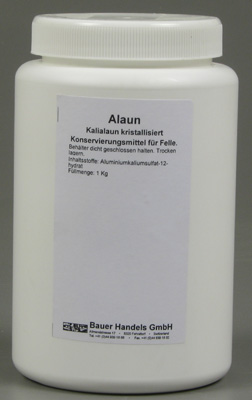 Alaun
Kalialaun kristallisiert
Konservierungsmittel für Felle.
Behälter dicht geschlossen halten. Trocken
lagern.
Inhaltsstoffe: Aluminiumkaliumsulfat-12-
hydrat
Füllmenge: 1 Kg
Bauer Handels GmbH